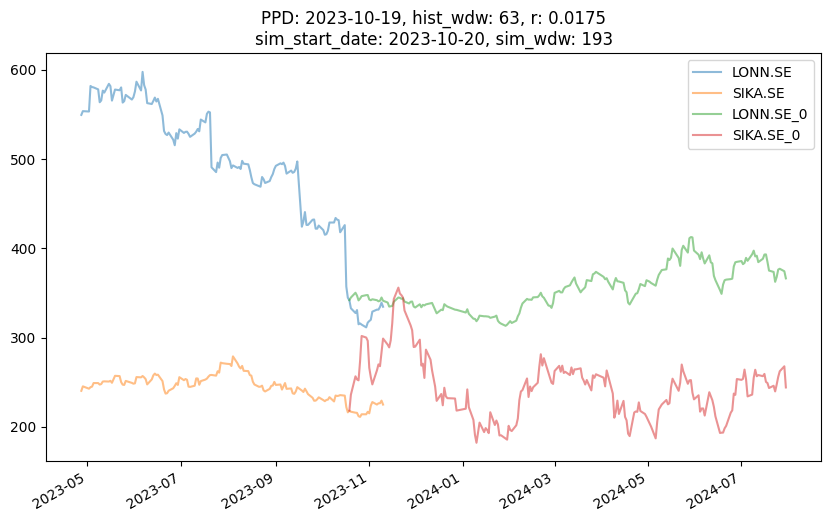 PPD: 2023-10-19, hist_wdw: 63, r: 0.0175
sim_start_date: 2023-10-20, sim_wdw: 193
LONN.SE
SIKA.SE
LONN.SE_0
SIKA.SE_0
600
500
400
300
200
2023-05
2023-07
2023-09
2023-11
2024-01
2024-03
2024-05
2024-07